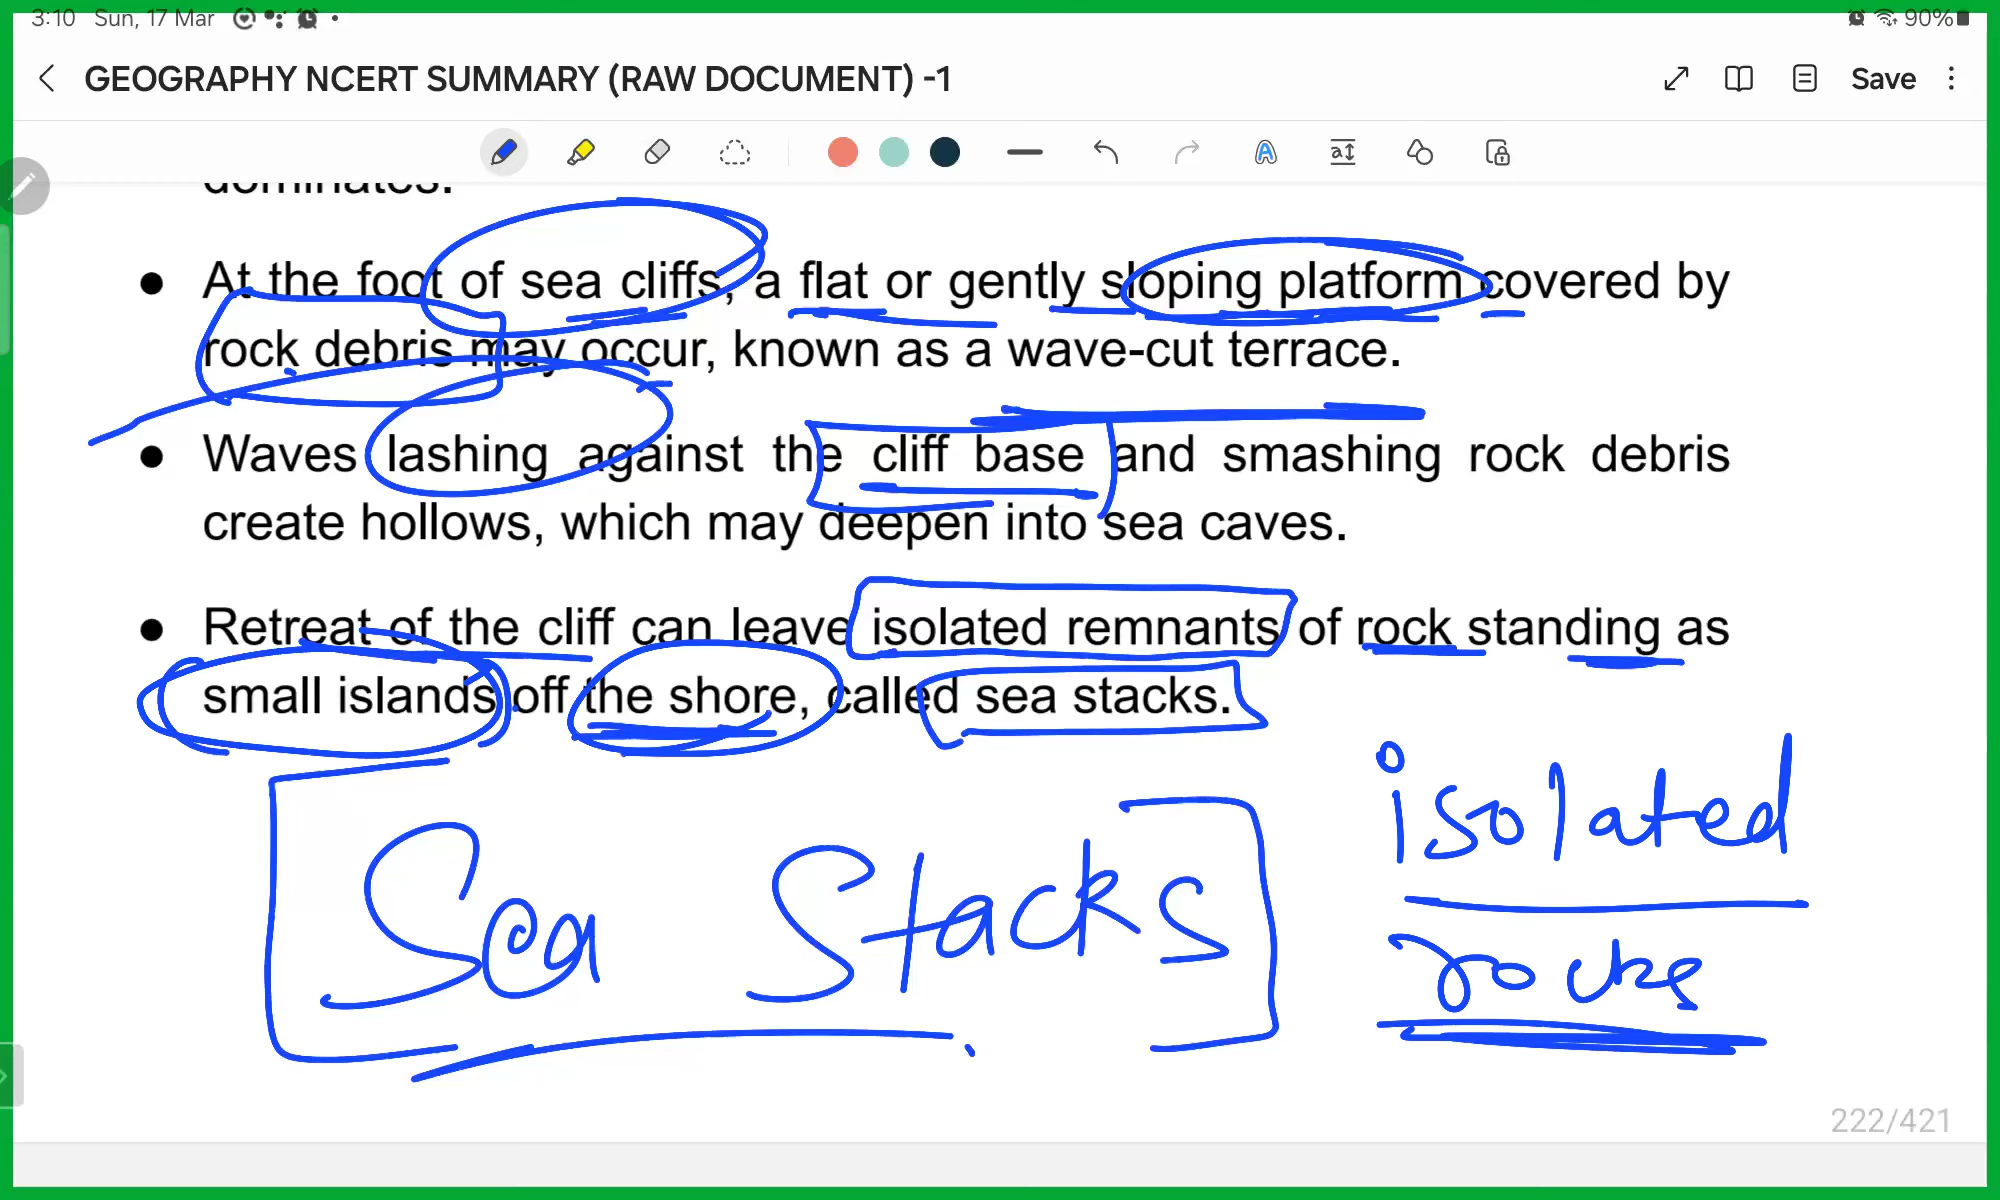 3:10 Sun, 17 Mar 90%
GEOGRAPHY NCERT SUMMARY (RAW DOCUMENT) -1 Save
dominates.
● At the foot of sea cliffs, a flat or gently sloping platform covered by
rock debris may occur, known as a wave-cut terrace.
● Waves lashing against the cliff base and smashing rock debris
create hollows, which may deepen into sea caves.
● Retreat of the cliff can leave isolated remnants of rock standing as
small islands off the shore, called sea stacks.
isolated
Sea Stacks
rocks
222/421